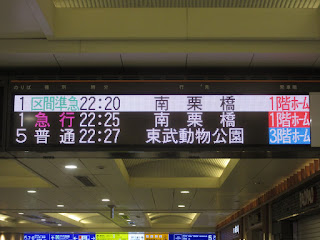 1 区間準急 22:20 南栗橋 1階ホーム
1 急行 22:25 南栗橋 1階ホーム
5 普通 22:27 東武動物公園 3階ホーム